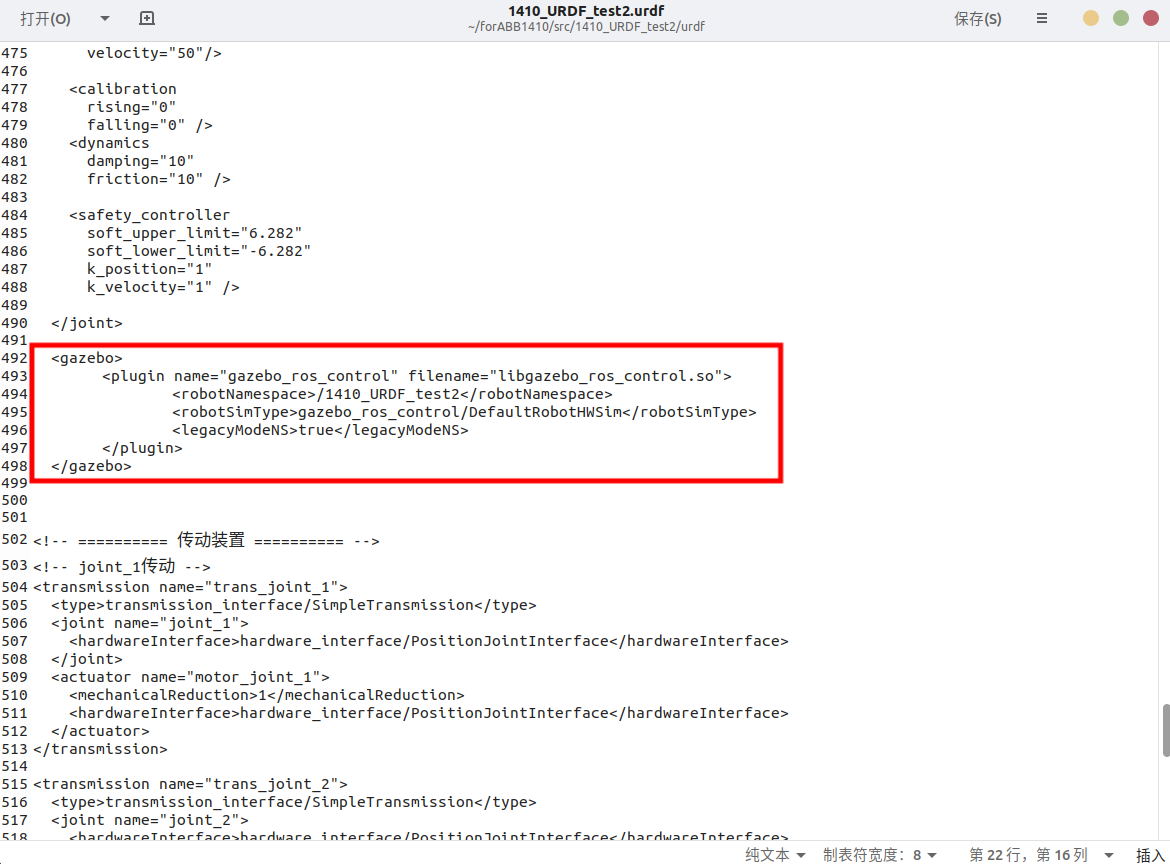 打开(O)
1410_URDF_test2.urdf
~/forABB1410/src/1410_URDF_test2/urdf
保存(S)
475 velocity="50"/>
476
477 <calibration
478 rising="0"
479 falling="0" />
480 <dynamics
481 damping="10"
482 friction="10" />
483
484 <safety_controller
485 soft_upper_limit="6.282"
486 soft_lower_limit="-6.282"
487 k_position="1"
488 k_velocity="1" />
489
490 </joint>
491
492 <gazebo>
493 <plugin name="gazebo_ros_control" filename="libgazebo_ros_control.so">
494 <robotNamespace>/1410_URDF_test2</robotNamespace>
495 <robotSimType>gazebo_ros_control/DefaultRobotHWSim</robotSimType>
496 <legacyModeNS>true</legacyModeNS>
497 </plugin>
498 </gazebo>
499
500
501
502 <!-- ========== 传动装置 ========== -->
503 <!-- joint_1传动 -->
504 <transmission name="trans_joint_1">
505 <type>transmission_interface/SimpleTransmission</type>
506 <joint name="joint_1">
507 <hardwareInterface>hardware_interface/PositionJointInterface</hardwareInterface>
508 </joint>
509 <actuator name="motor_joint_1">
510 <mechanicalReduction>1</mechanicalReduction>
511 <hardwareInterface>hardware_interface/PositionJointInterface</hardwareInterface>
512 </actuator>
513 </transmission>
514
515 <transmission name="trans_joint_2">
516 <type>transmission_interface/SimpleTransmission</type>
517 <joint name="joint_2">
518 <hardwareInterface>hardware_interface/PositionJointInterface</hardwareInterface>
纯文本 制表符宽度：8 第 22 行，第 16 列 插入